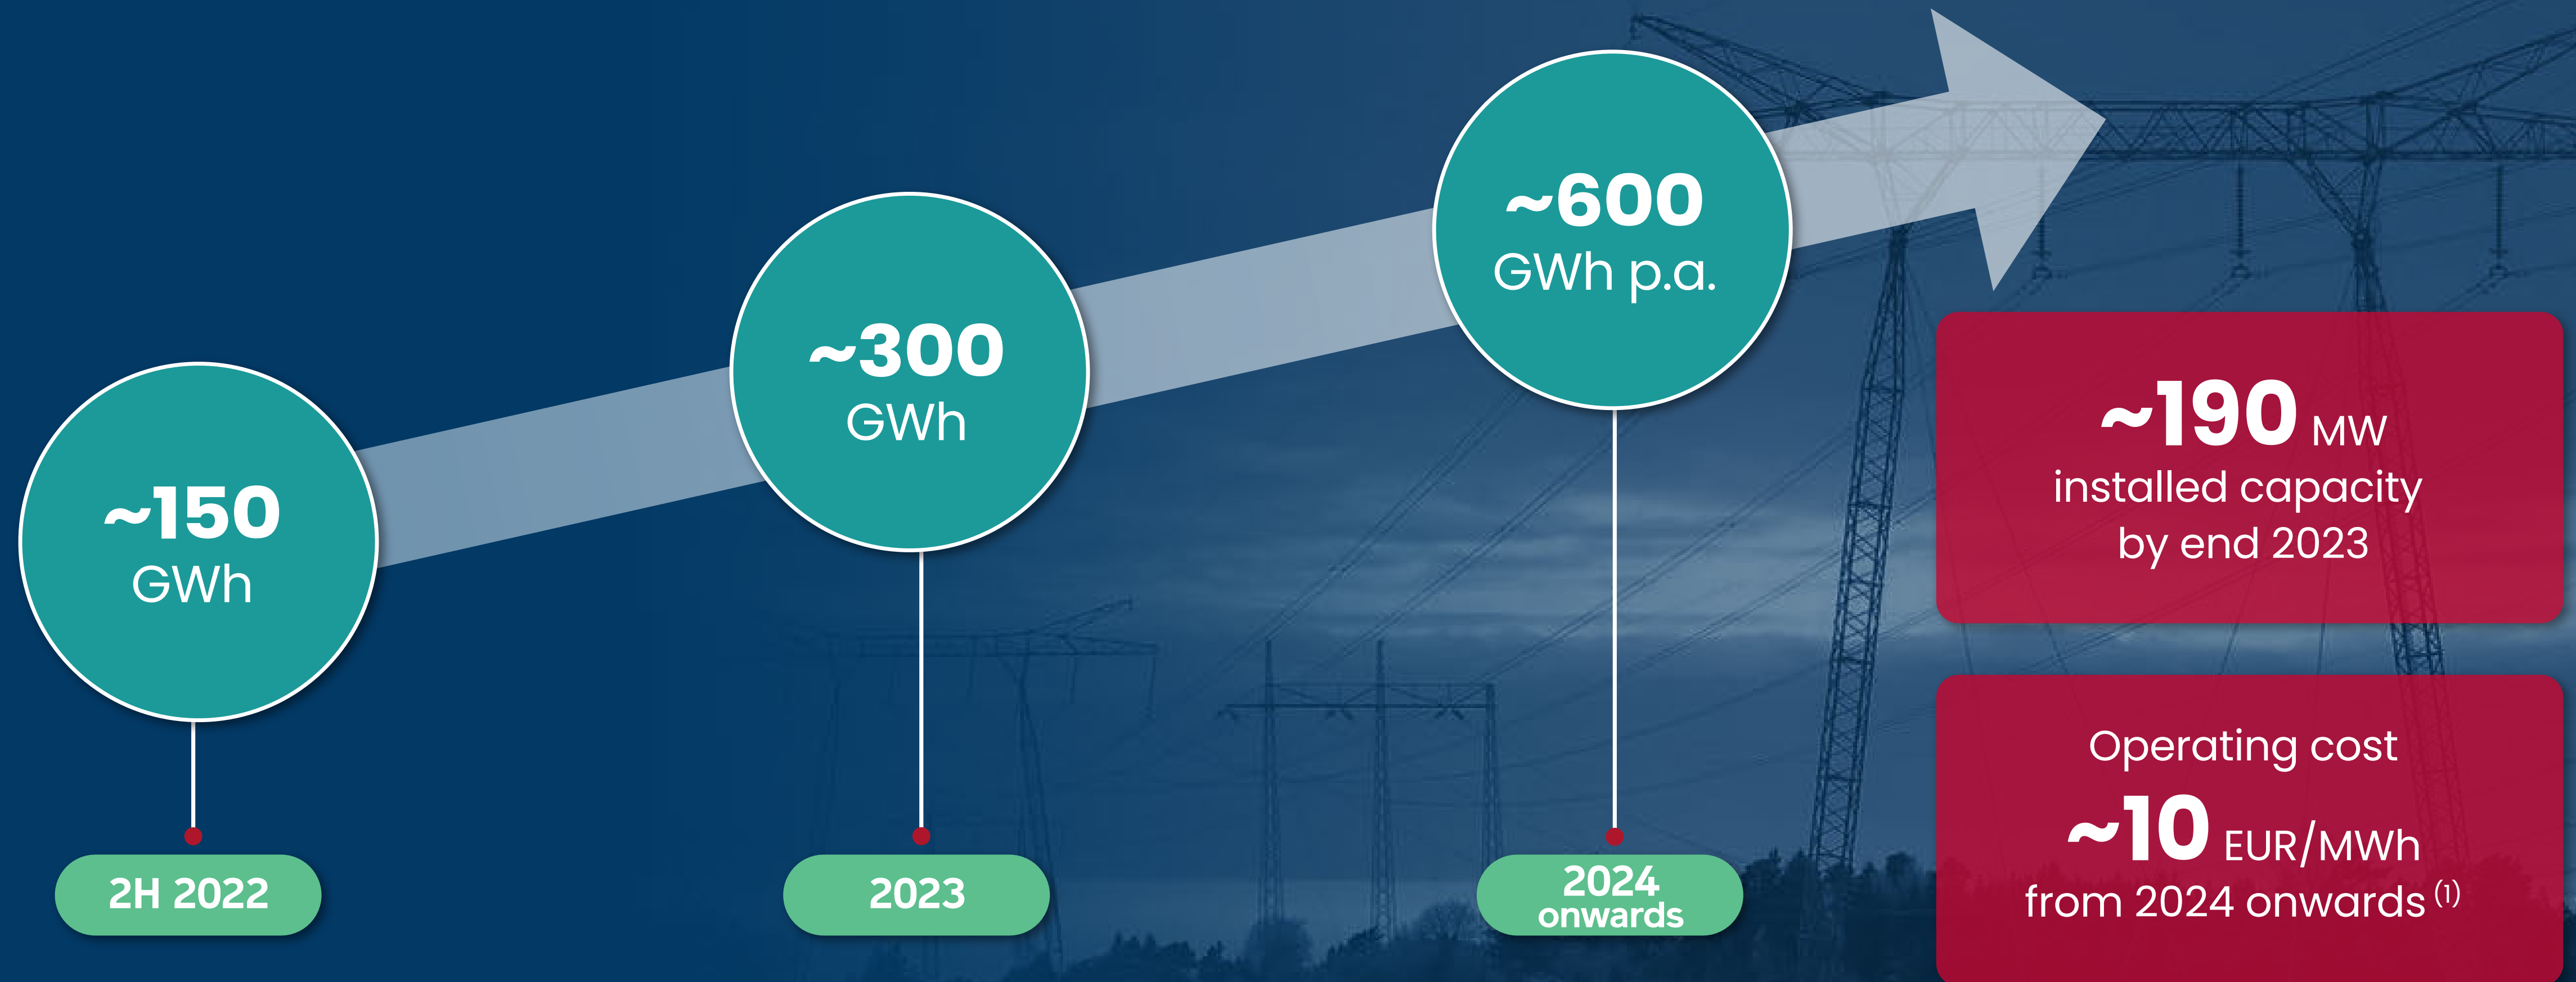 ~150
GWh
2H 2022
~300
GWh
2023
~600
GWh p.a.
2024
onwards
~190 MW
installed capacity
by end 2023
Operating cost
~10 EUR/MWh
from 2024 onwards (1)